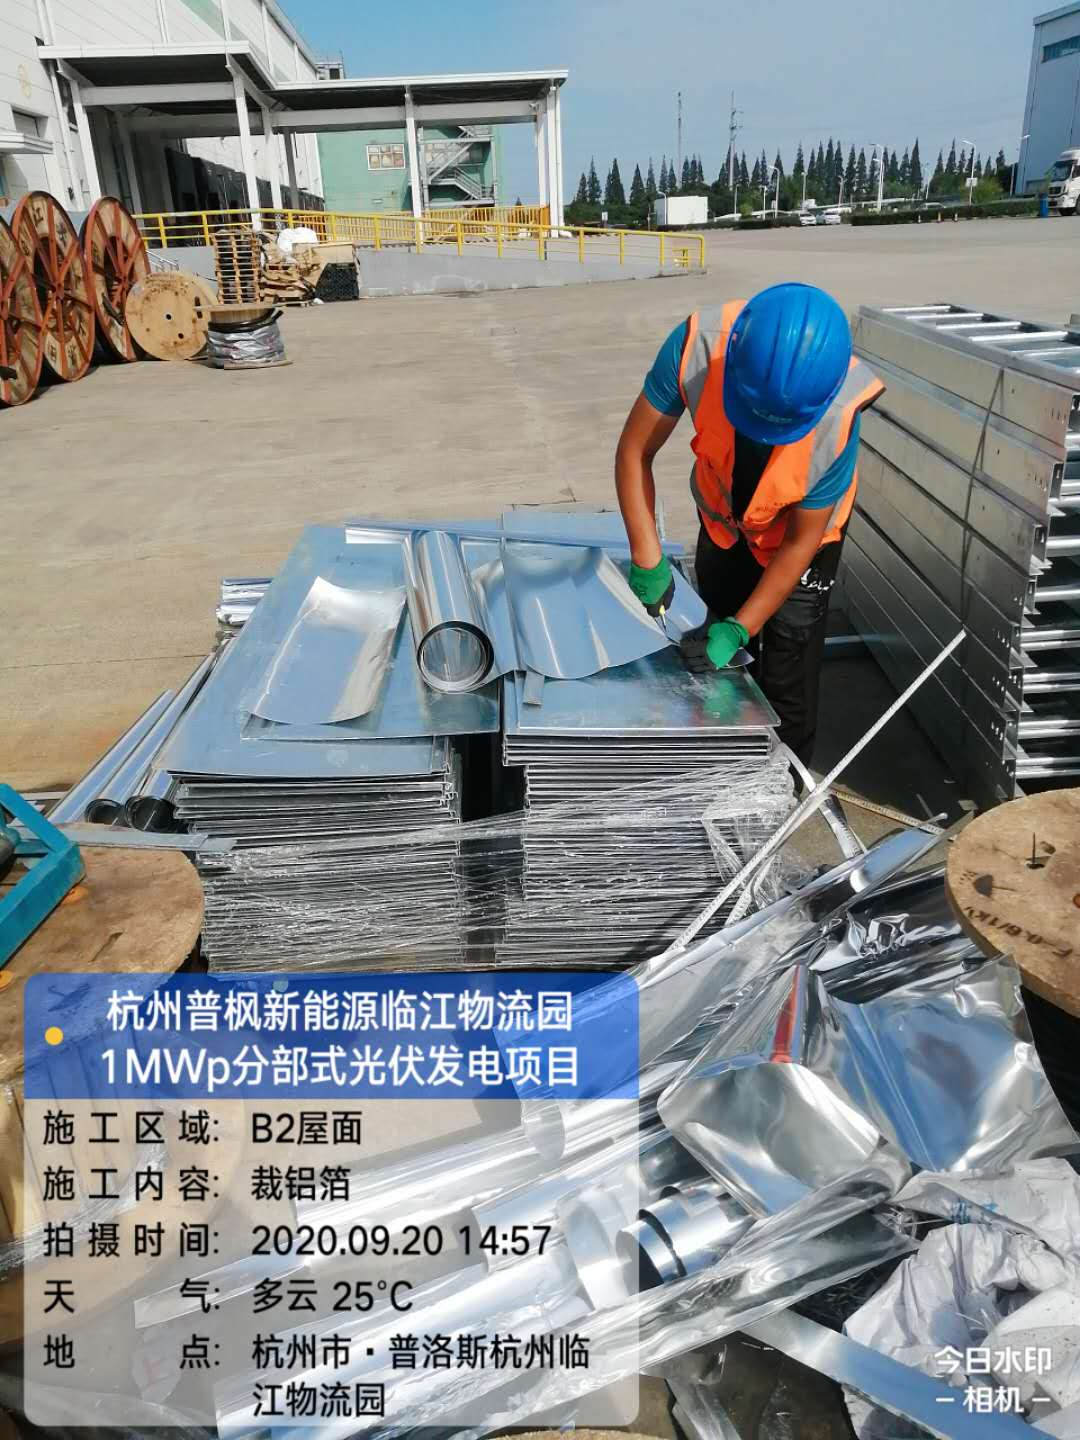 杭州普枫新能源临江物流园
1MWp分部式光伏发电项目
施工区域: B2屋面
施工内容: 裁铝箔
拍摄时间: 2020.09.20 14:57
天气: 多云 25°C
地点: 杭州市·普洛斯杭州临
江物流园
今日水印
-相机-